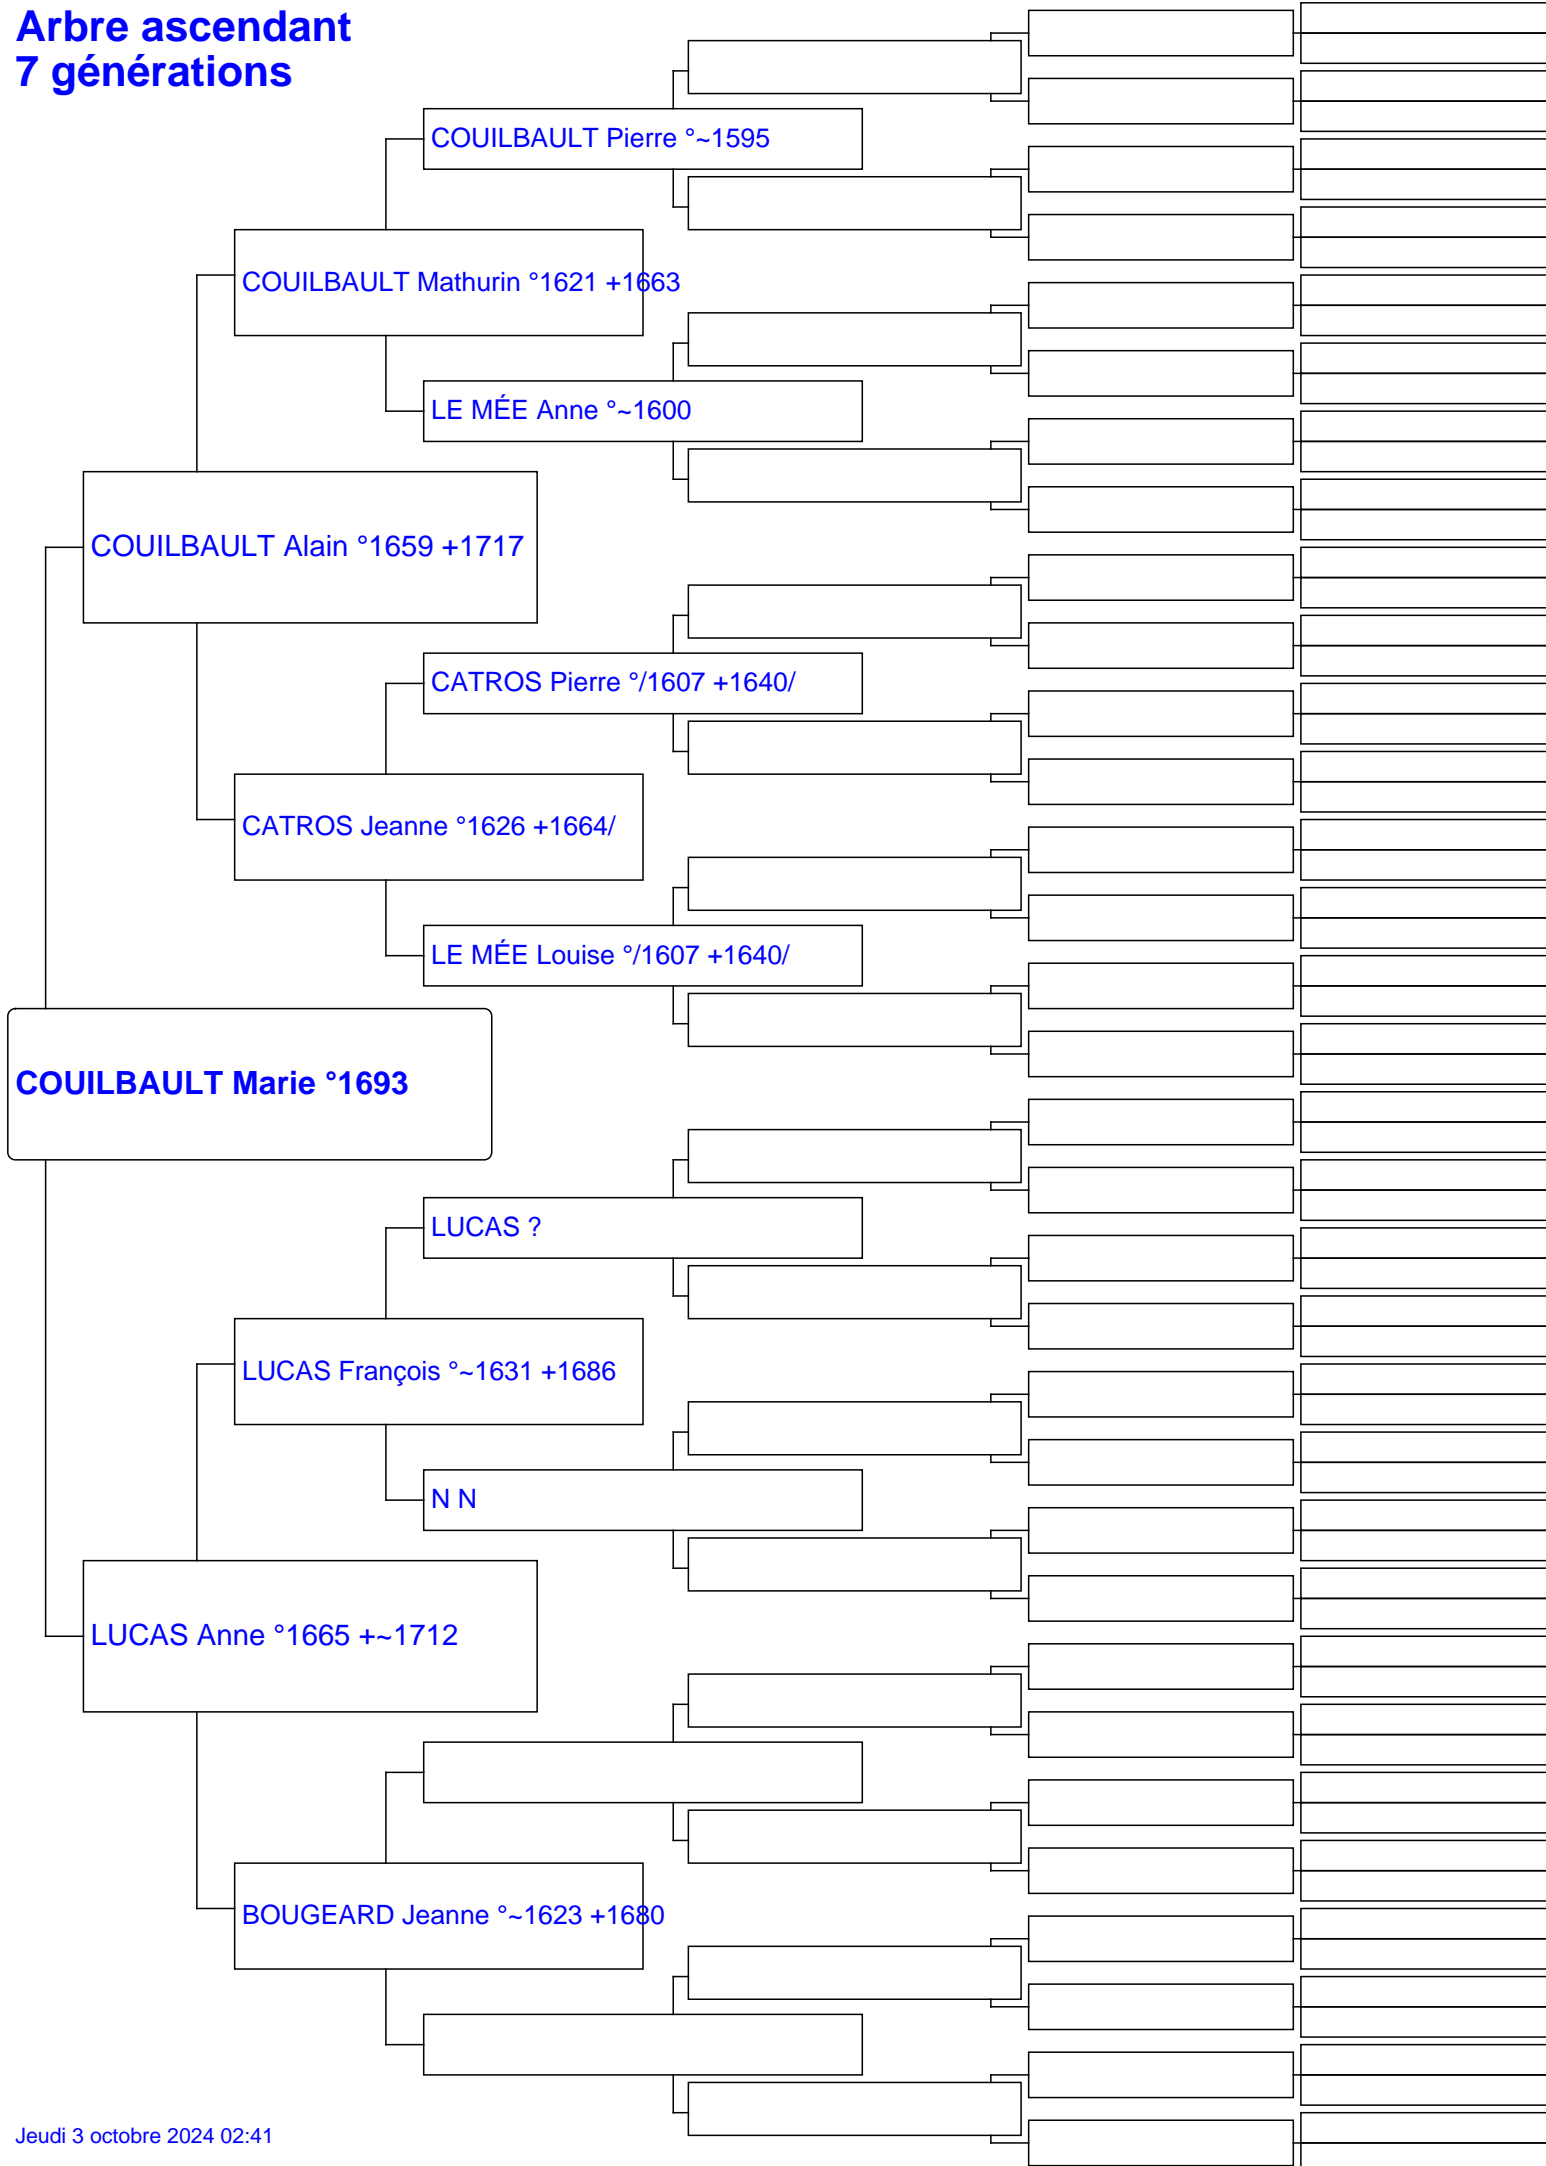 Arbre ascendant
7 générations
COUILBAULT Pierre °~1595
COUILBAULT Mathurin °1621 +1663
LE MÉE Anne °~1600
COUILBAULT Alain °1659 +1717
CATROS Pierre °/1607 +1640/
CATROS Jeanne °1626 +1664/
LE MÉE Louise °/1607 +1640/
COUILBAULT Marie °1693
LUCAS ?
LUCAS François °~1631 +1686
N N
LUCAS Anne °1665 +~1712
BOUGEARD Jeanne °~1623 +1680
Jeudi 3 octobre 2024 02:41